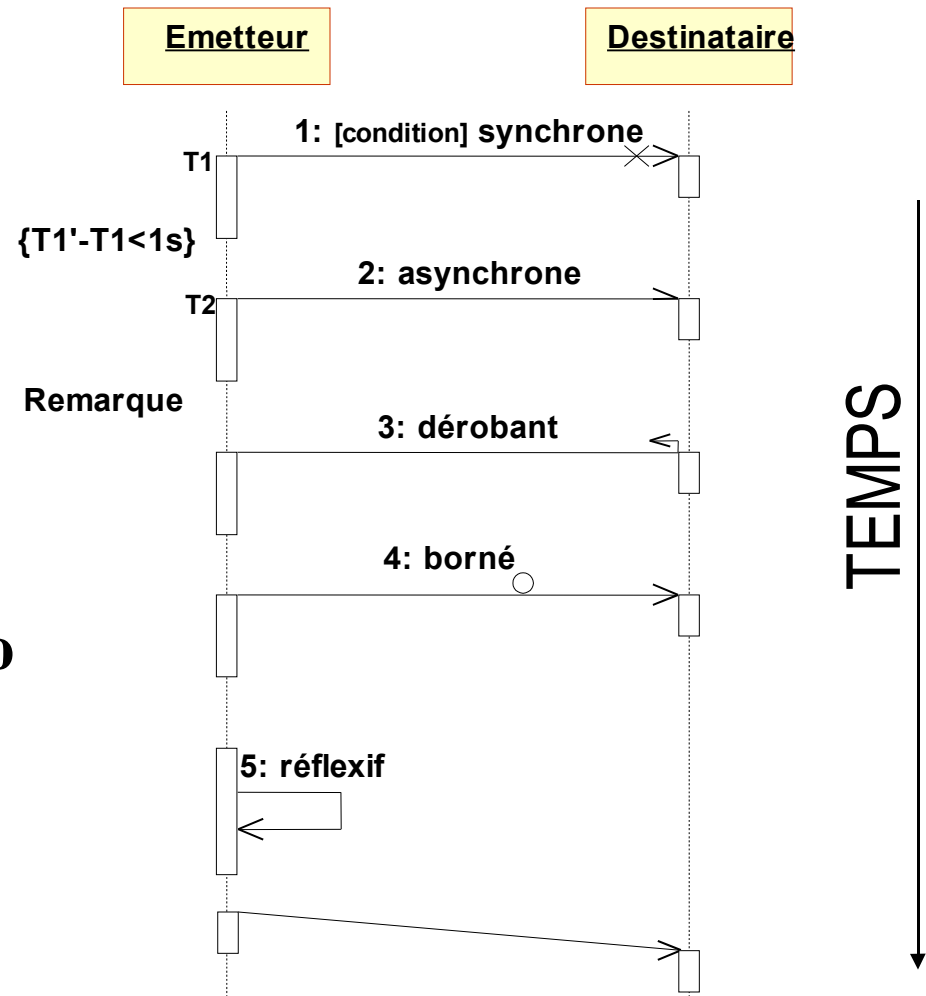 Emetteur
Destinataire
1: [condition] synchrone
T1
{T1'-T1<1s}
2: asynchrone
T2
Remarque
3: dérobant
4: borné
5: réflexif
TEMPS